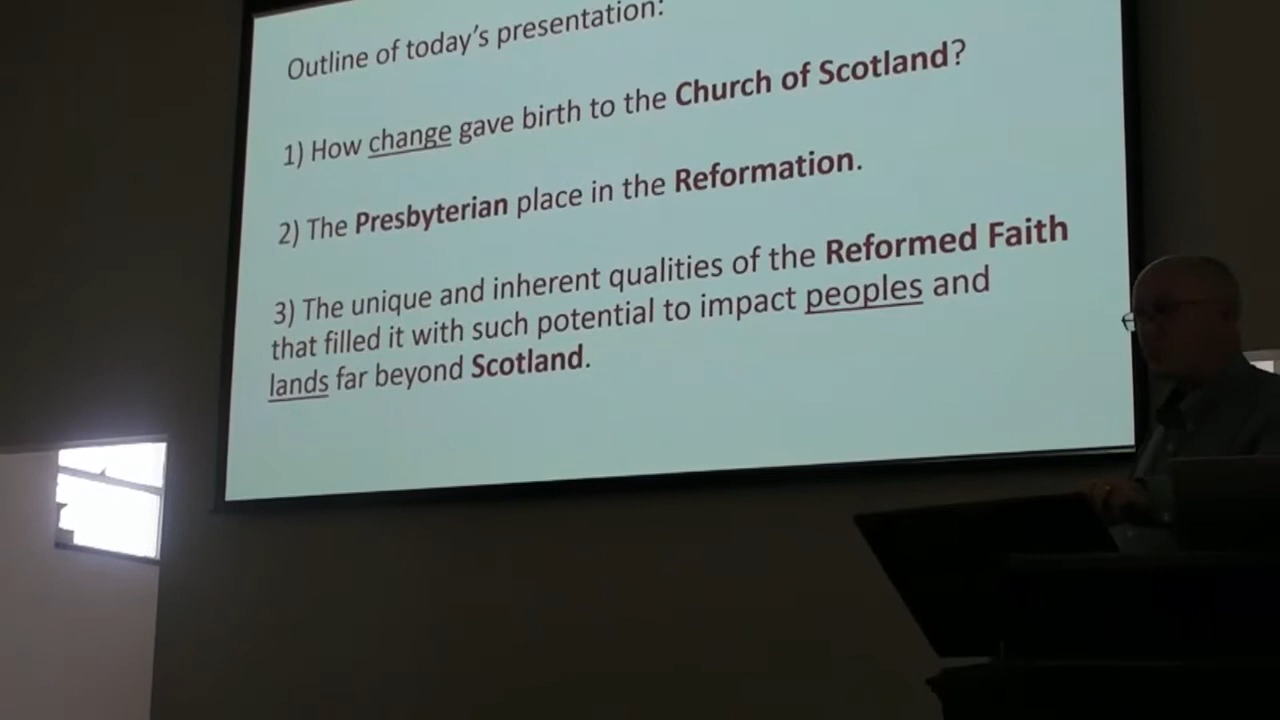 Outline of today's presentation:
1) How change gave birth to the Church of Scotland?
2) The Presbyterian place in the Reformation.
3) The unique and inherent qualities of the Reformed Faith
that filled it with such potential to impact peoples and
lands far beyond Scotland.